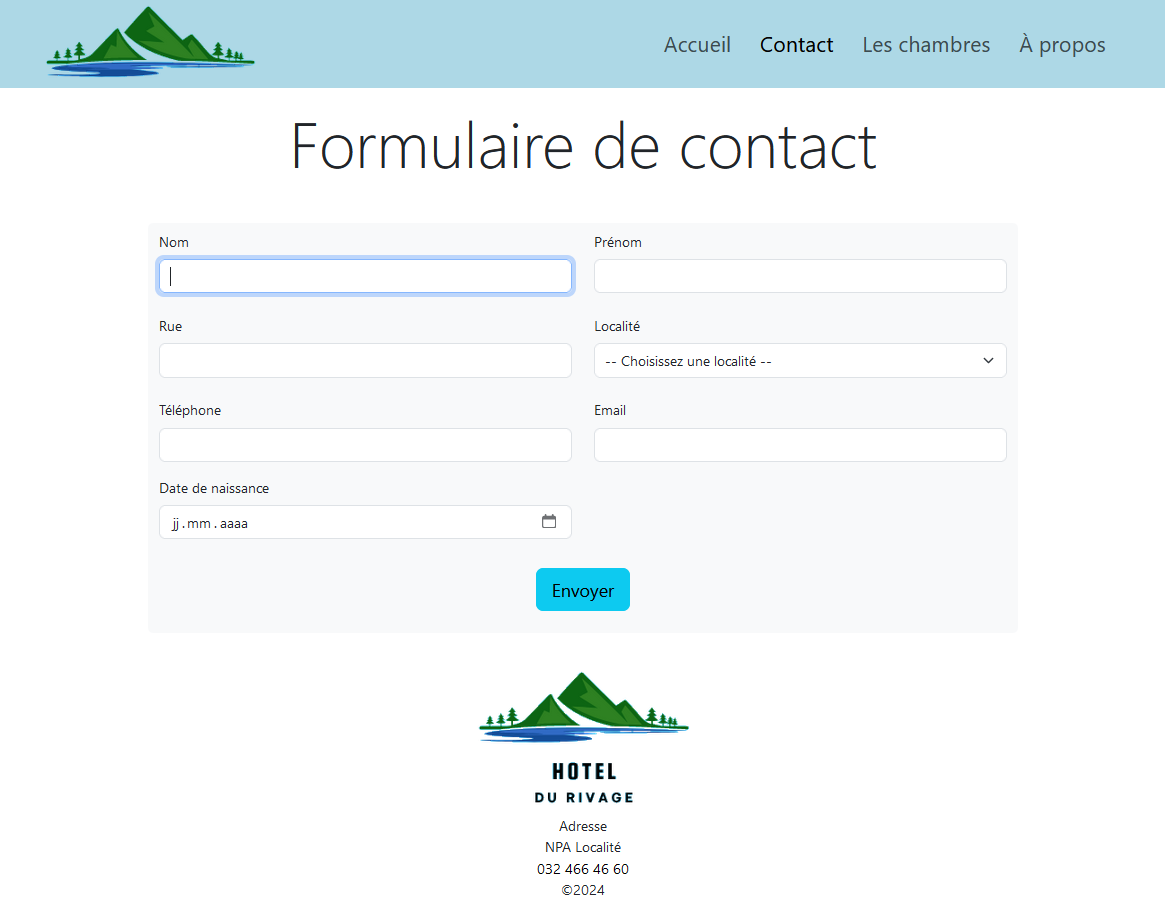 Accueil Contact Les chambres À propos
Formulaire de contact
Nom Prénom
Rue Localité
-- Choisissez une localité --
Téléphone Email
Date de naissance
jj.mm.aaaa
Envoyer
HOTEL
DU RIVAGE
Adresse
NPA Localité
032 466 46 60
©2024